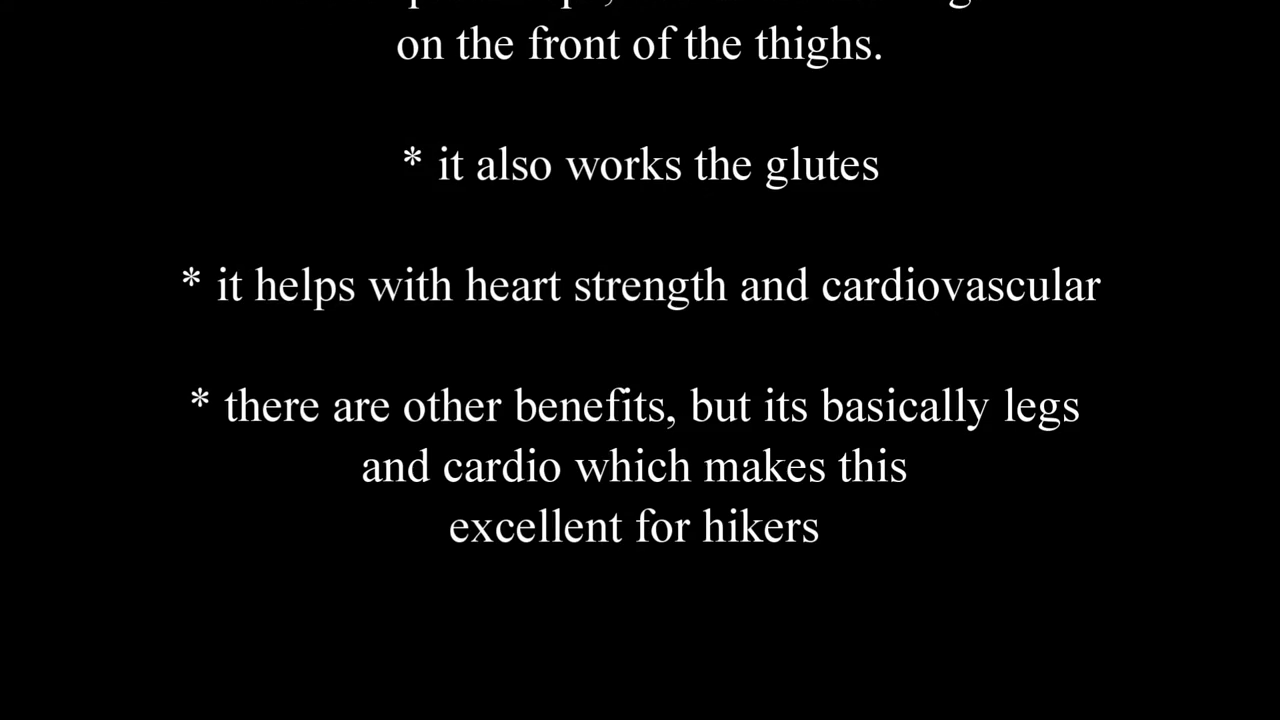 on the front of the thighs.
* it also works the glutes
* it helps with heart strength and cardiovascular
* there are other benefits, but its basically legs
and cardio which makes this
excellent for hikers